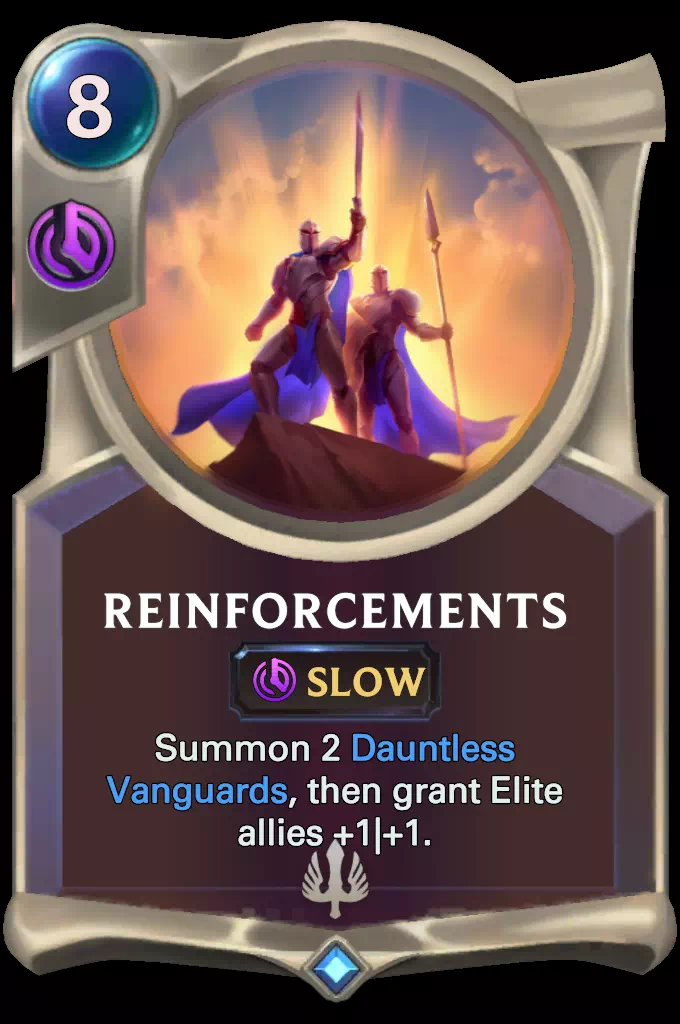 8
REINFORCEMENTS
SLOW
Summon 2 Dauntless
Vanguards, then grant Elite
allies +1|+1.